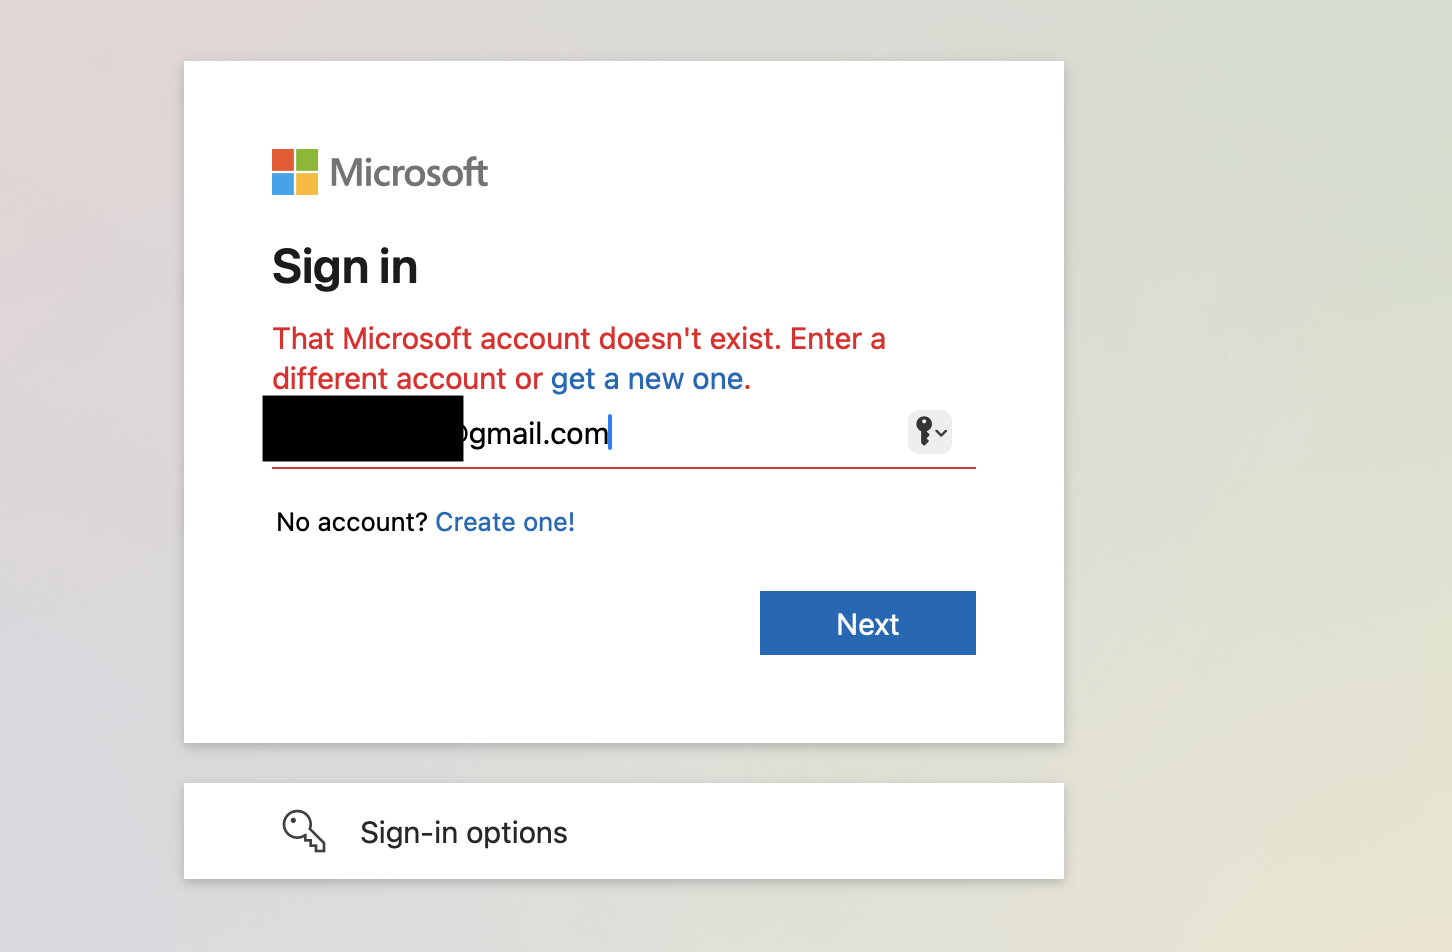 Microsoft
Sign in
That Microsoft account doesn't exist. Enter a
different account or get a new one.
@gmail.com
No account? Create one!
Next
Sign-in options